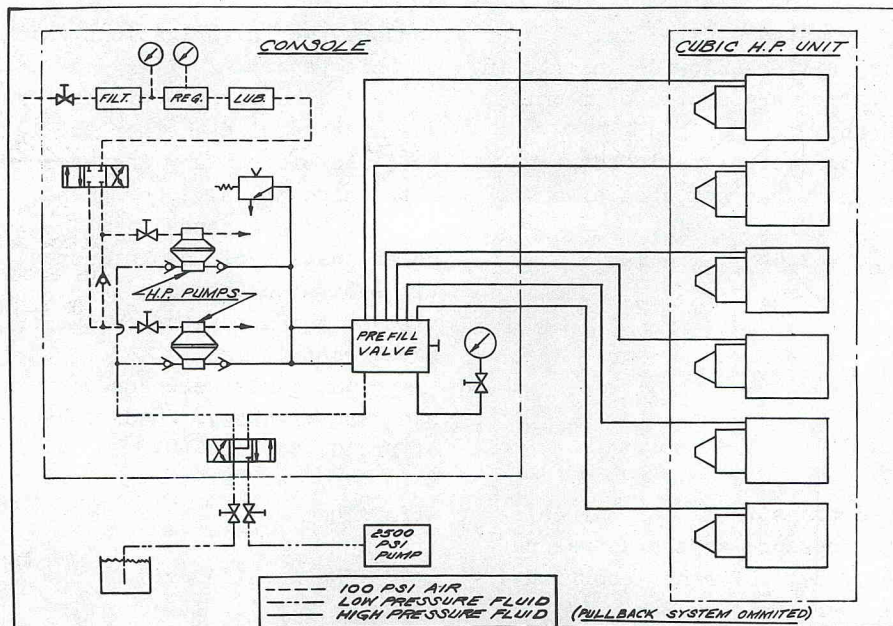 CONSOLE
CUBIC H.P. UNIT
FILT.
REG.
LUB.
H.P. PUMPS
PREFILL
VALVE
2500
PSI
PUMP
100 PSI AIR
LOW PRESSURE FLUID
HIGH PRESSURE FLUID
(PULLBACK SYSTEM OMMITED)